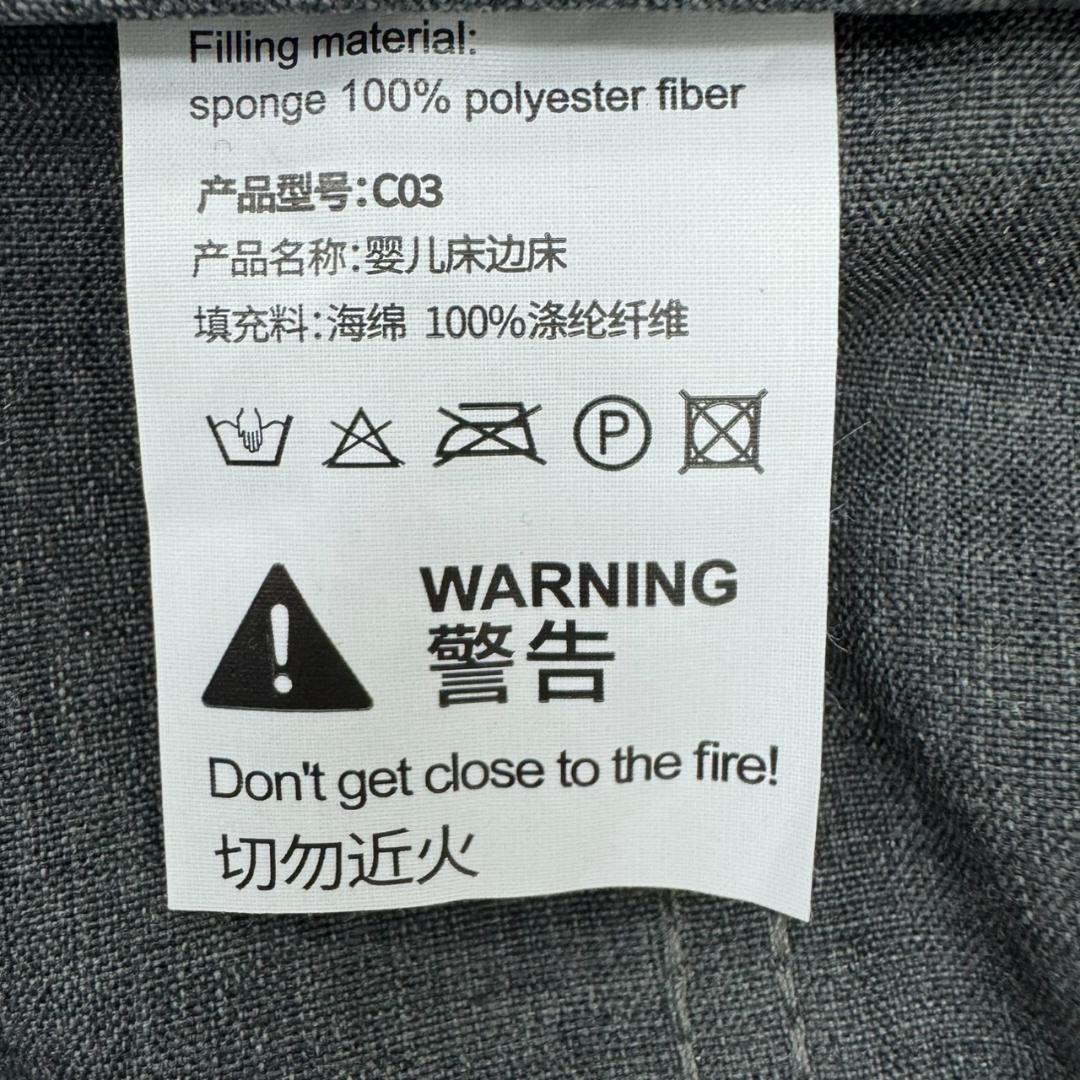 Filling material:
sponge 100% polyester fiber
产品型号:C03
产品名称:婴儿床边床
填充料:海绵 100%涤纶纤维
P
WARNING
警告
Don't get close to the fire!
切勿近火